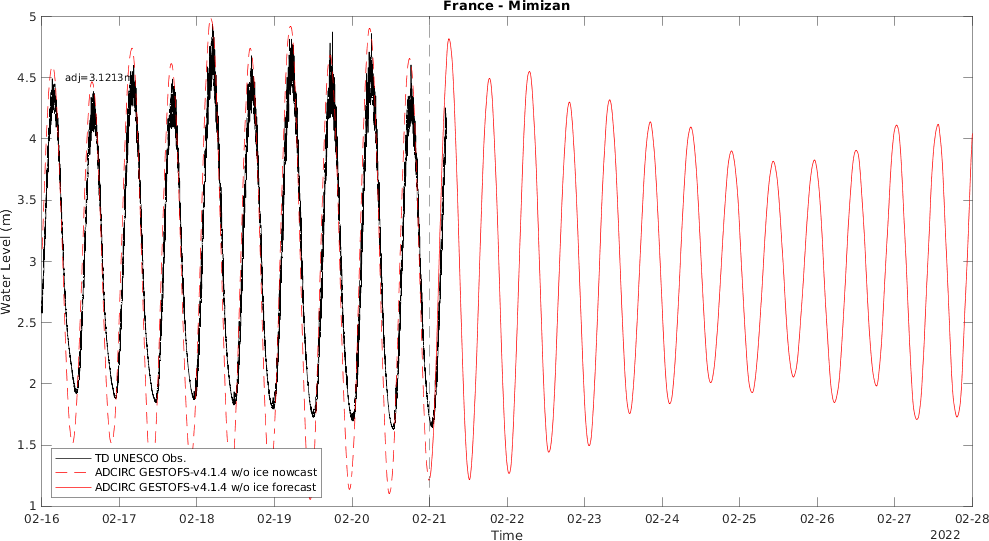 France - Mimizan
5
4.5
4
3.5
3
2.5
2
1.5
1
Water Level (m)
adj=3.1213m
TD UNESCO Obs.
ADCIRC GESTOFS-v4.1.4 w/o ice nowcast
ADCIRC GESTOFS-v4.1.4 w/o ice forecast
02-16 02-17 02-18 02-19 02-20 02-21 02-22 02-23 02-24 02-25 02-26 02-27 02-28
Time
2022